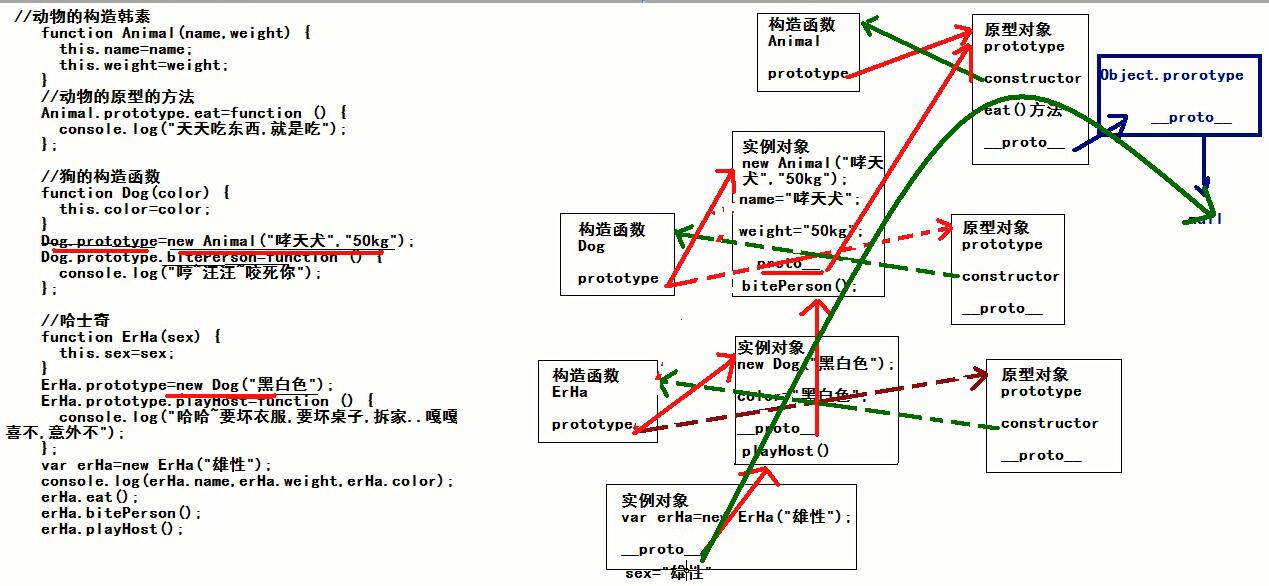 //动物的构造韩素
function Animal(name,weight) {
this.name=name;
this.weight=weight;
}
//动物的原型的方法
Animal.prototype.eat=function () {
console.log("天天吃东西,就是吃");
};
//狗的构造函数
function Dog(color) {
this.color=color;
}
Dog.prototype=new Animal("哮天犬","50kg");
Dog.prototype.bitePerson=function () {
console.log("哼~汪汪~咬死你");
};
//哈士奇
function ErHa(sex) {
this.sex=sex;
}
ErHa.prototype=new Dog("黑白色");
ErHa.prototype.playHost=function () {
console.log("哈哈~要坏衣服,要坏桌子,拆家..嘎嘎
喜不,意外不");
};
var erHa=new ErHa("雄性");
console.log(erHa.name,erHa.weight,erHa.color);
erHa.eat();
erHa.bitePerson();
erHa.playHost();
构造函数
Animal
prototype
原型对象
prototype
constructor
eat()方法
__proto__
Object.prorotype
__proto__
null
实例对象
new Animal("哮天
犬","50kg");
name="哮天犬";
weight="50kg";
__proto__
bitePerson();
构造函数
Dog
prototype
原型对象
prototype
constructor
__proto__
实例对象
new Dog("黑白色");
color="黑白色";
__proto__
playHost()
构造函数
ErHa
prototype
原型对象
prototype
constructor
__proto__
实例对象
var erHa=new ErHa("雄性");
__proto__
sex="雄性"